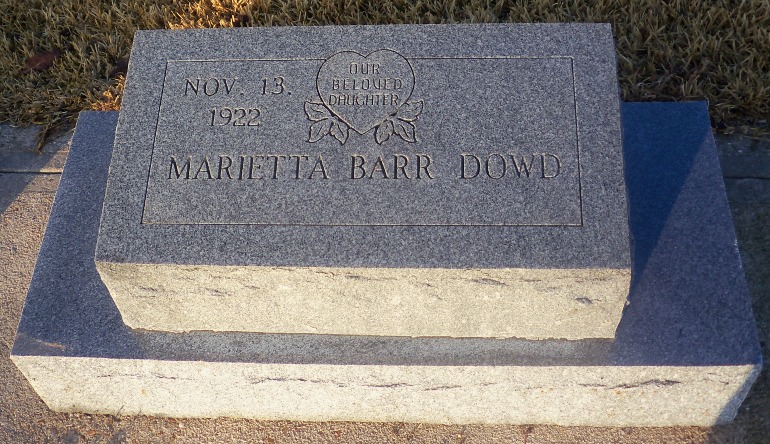 NOV. 13.
1922
OUR
BELOVED
DAUGHTER
MARIETTA BARR DOWD